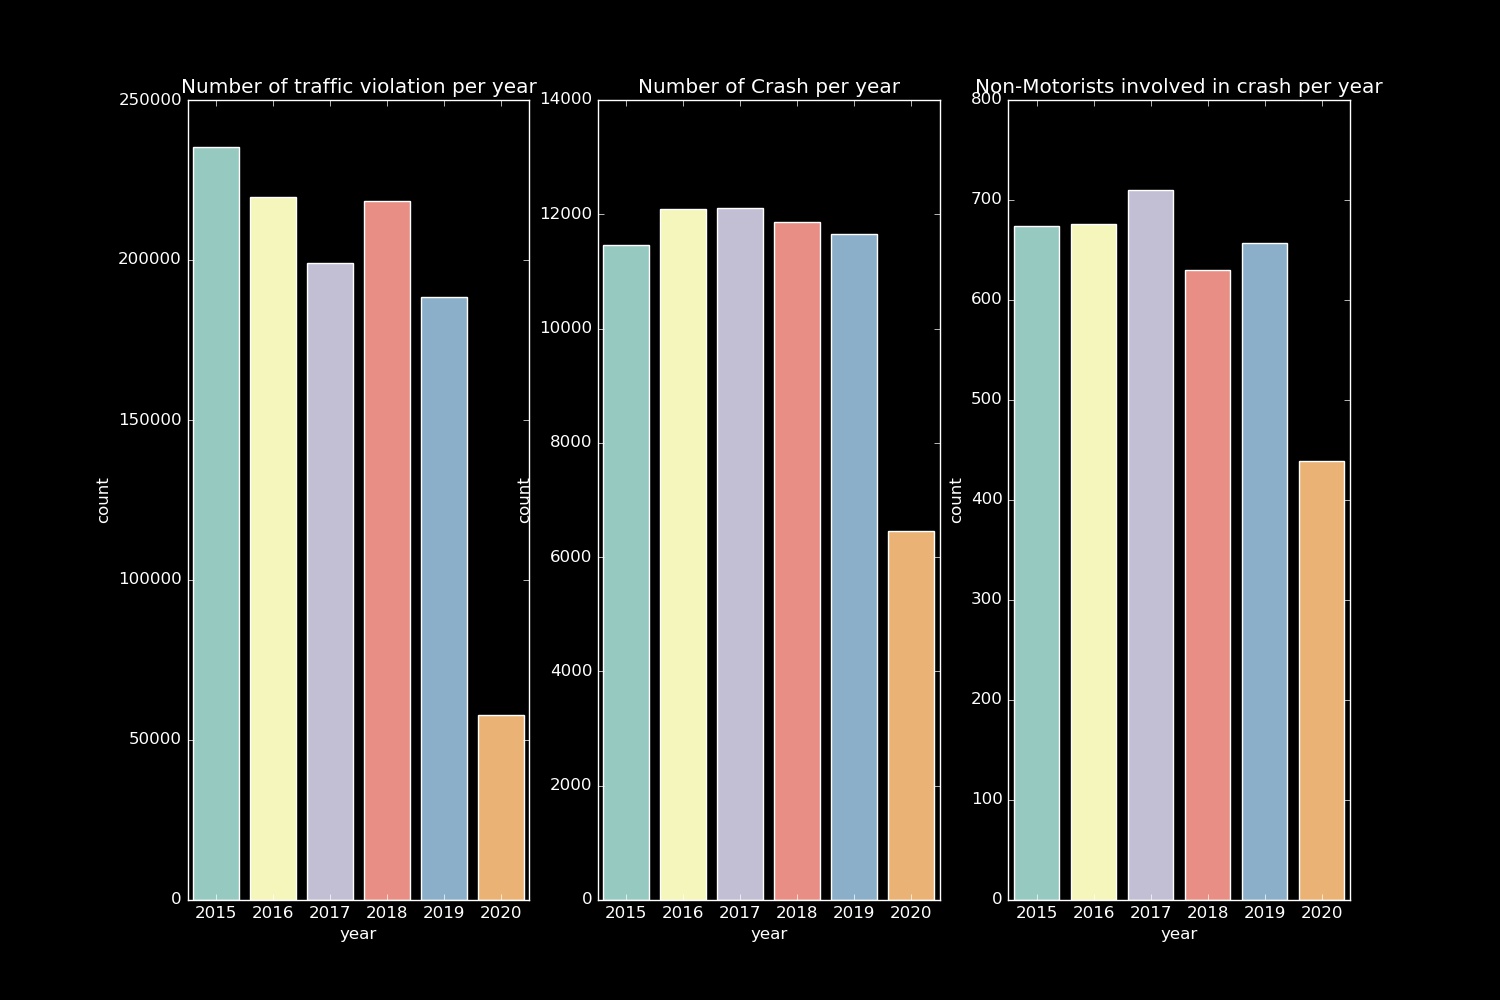 Number of traffic violation per year
250000
200000
150000
100000
50000
0
count
2015 2016 2017 2018 2019 2020
year
Number of Crash per year
14000
12000
10000
8000
6000
4000
2000
0
count
2015 2016 2017 2018 2019 2020
year
Non-Motorists involved in crash per year
800
700
600
500
400
300
200
100
0
count
2015 2016 2017 2018 2019 2020
year